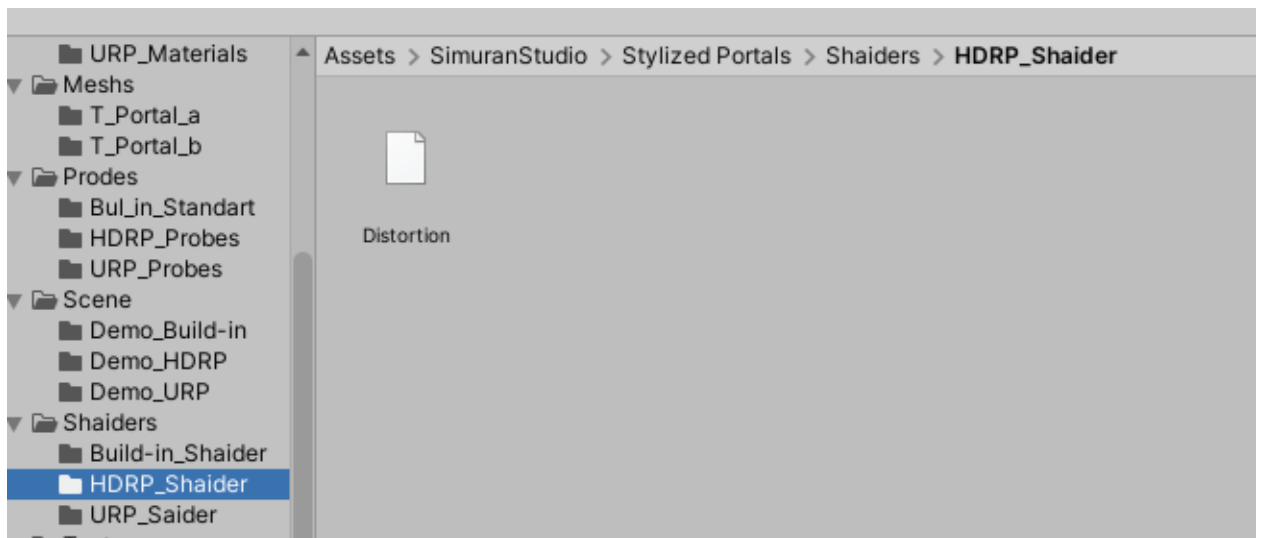 URP_Materials
Assets > SimuranStudio > Stylized Portals > Shaiders > HDRP_Shaider
Meshs
T_Portal_a
T_Portal_b
Prodes
Bul_in_Standart
HDRP_Probes
URP_Probes
Scene
Demo_Build-in
Demo_HDRP
Demo_URP
Shaiders
Build-in_Shaider
HDRP_Shaider
URP_Saider
Distortion